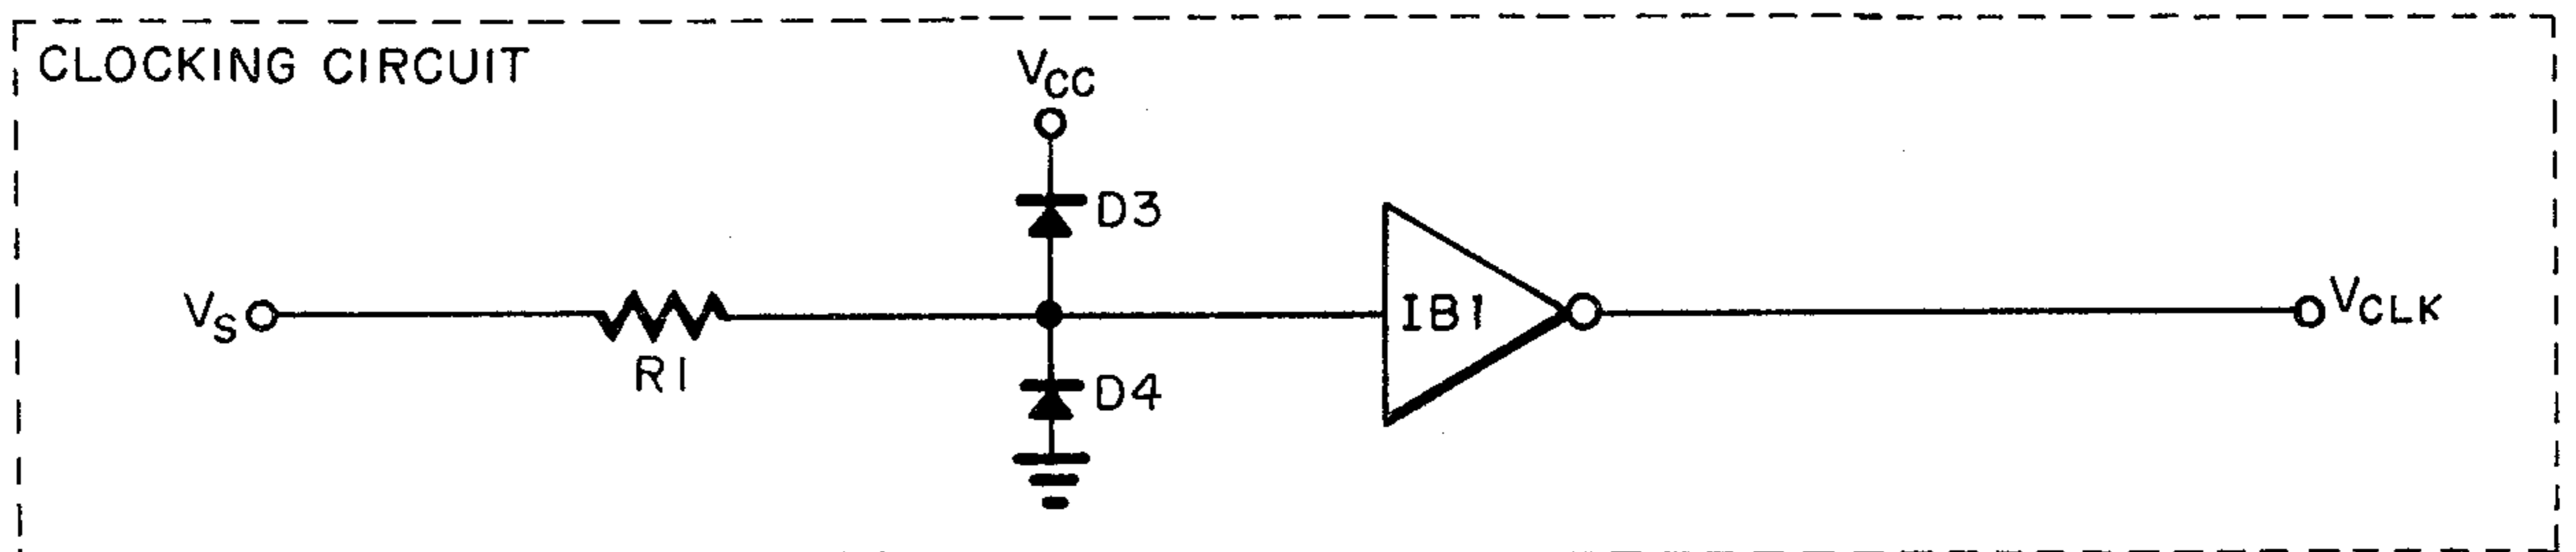 CLOCKING CIRCUIT
VCC
D3
VS
R1
D4
IB1
VCLK